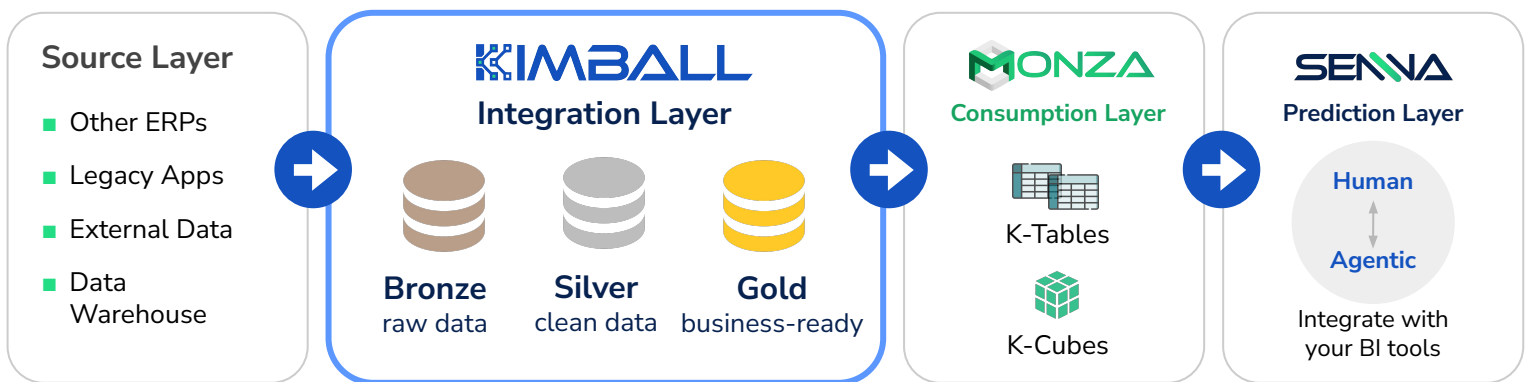 Source Layer
Other ERPs
Legacy Apps
External Data
Data
Warehouse
KIMBALL
Integration Layer
Bronze
raw data
Silver
clean data
Gold
business-ready
MONZA
Consumption Layer
K-Tables
K-Cubes
SENNA
Prediction Layer
Human
Agentic
Integrate with
your BI tools